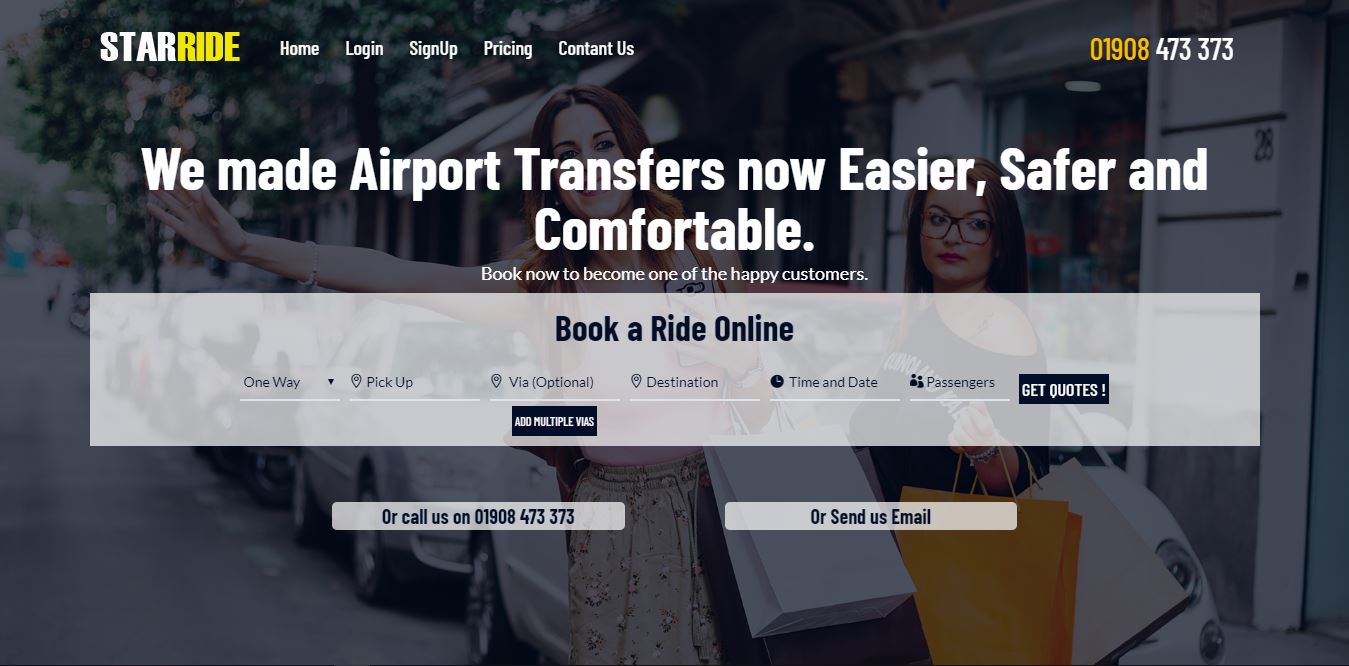 STARRIDE Home Login SignUp Pricing Contant Us 01908 473 373
28
We made Airport Transfers now Easier, Safer and
Comfortable.
Book now to become one of the happy customers.
Book a Ride Online
One Way Pick Up Via (Optional) Destination Time and Date Passengers GET QUOTES !
ADD MULTIPLE VIAS
Or call us on 01908 473 373 Or Send us Email